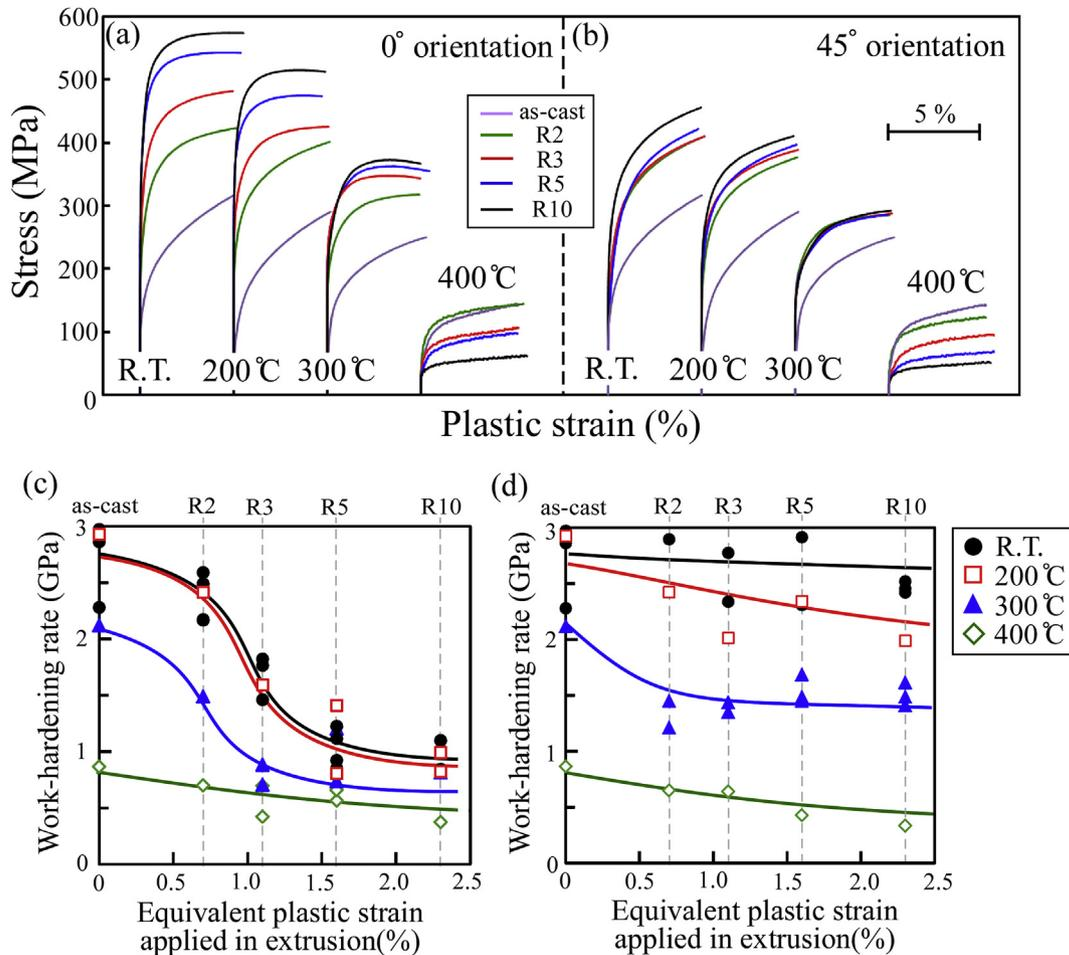 (a)
0° orientation
(b)
45° orientation
600
500
400
300
200
100
0
Stress (MPa)
as-cast
R2
R3
R5
R10
5 %
400℃
400℃
R.T.
200℃
300℃
R.T.
200℃
300℃
Plastic strain (%)
(c)
as-cast
R2
R3
R5
R10
3
2
1
0
Work-hardening rate (GPa)
0
0.5
1.0
1.5
2.0
2.5
Equivalent plastic strain
applied in extrusion(%)
(d)
as-cast
R2
R3
R5
R10
3
2
1
0
Work-hardening rate (GPa)
0
0.5
1.0
1.5
2.0
2.5
Equivalent plastic strain
applied in extrusion(%)
R.T.
200℃
300℃
400℃